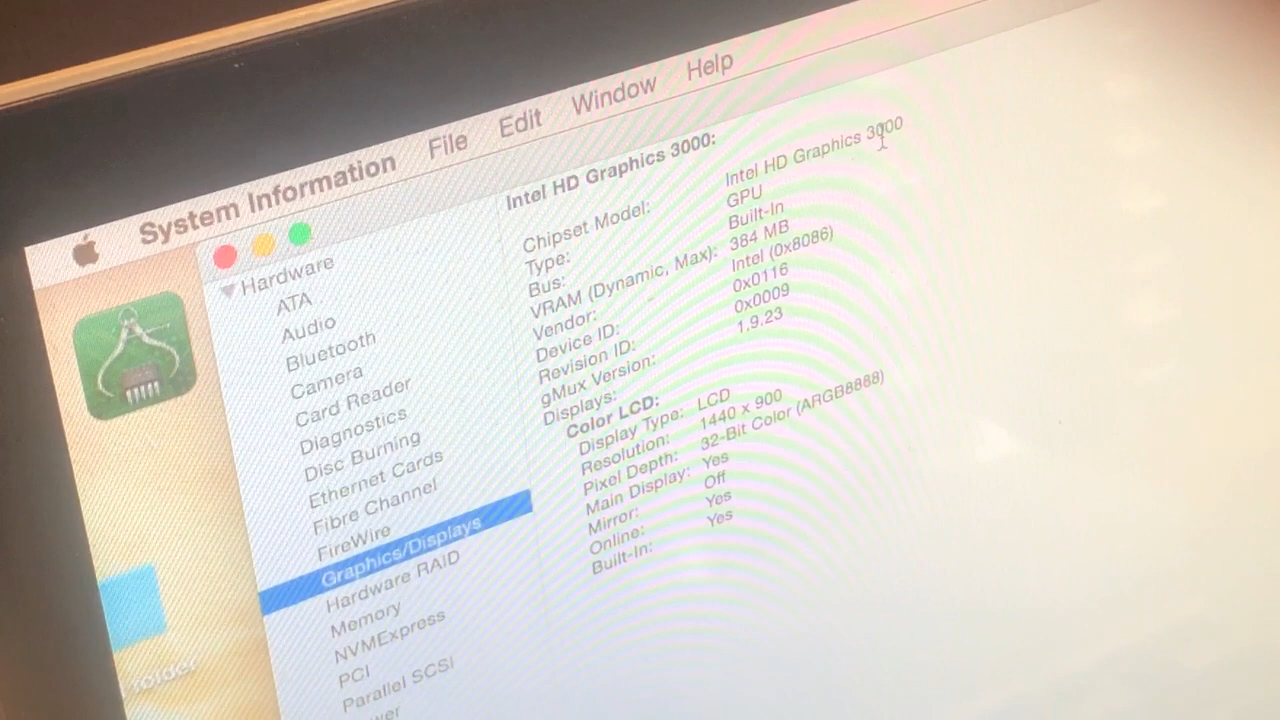 System Information File Edit Window Help
Hardware
ATA
Audio
Bluetooth
Camera
Card Reader
Diagnostics
Disc Burning
Ethernet Cards
Fibre Channel
FireWire
Graphics/Displays
Hardware RAID
Memory
NVMExpress
PCI
Parallel SCSI
Intel HD Graphics 3000:
Chipset Model: Intel HD Graphics 3000
Type: GPU
Bus: Built-In
VRAM (Dynamic, Max): 384 MB
Vendor: Intel (0x8086)
Device ID: 0x0116
Revision ID: 0x0009
gMux Version: 1.9.23
Displays:
Color LCD:
Display Type: LCD
Resolution: 1440 x 900
Pixel Depth: 32-Bit Color (ARGB8888)
Main Display: Yes
Mirror: Off
Online: Yes
Built-In: Yes
folder